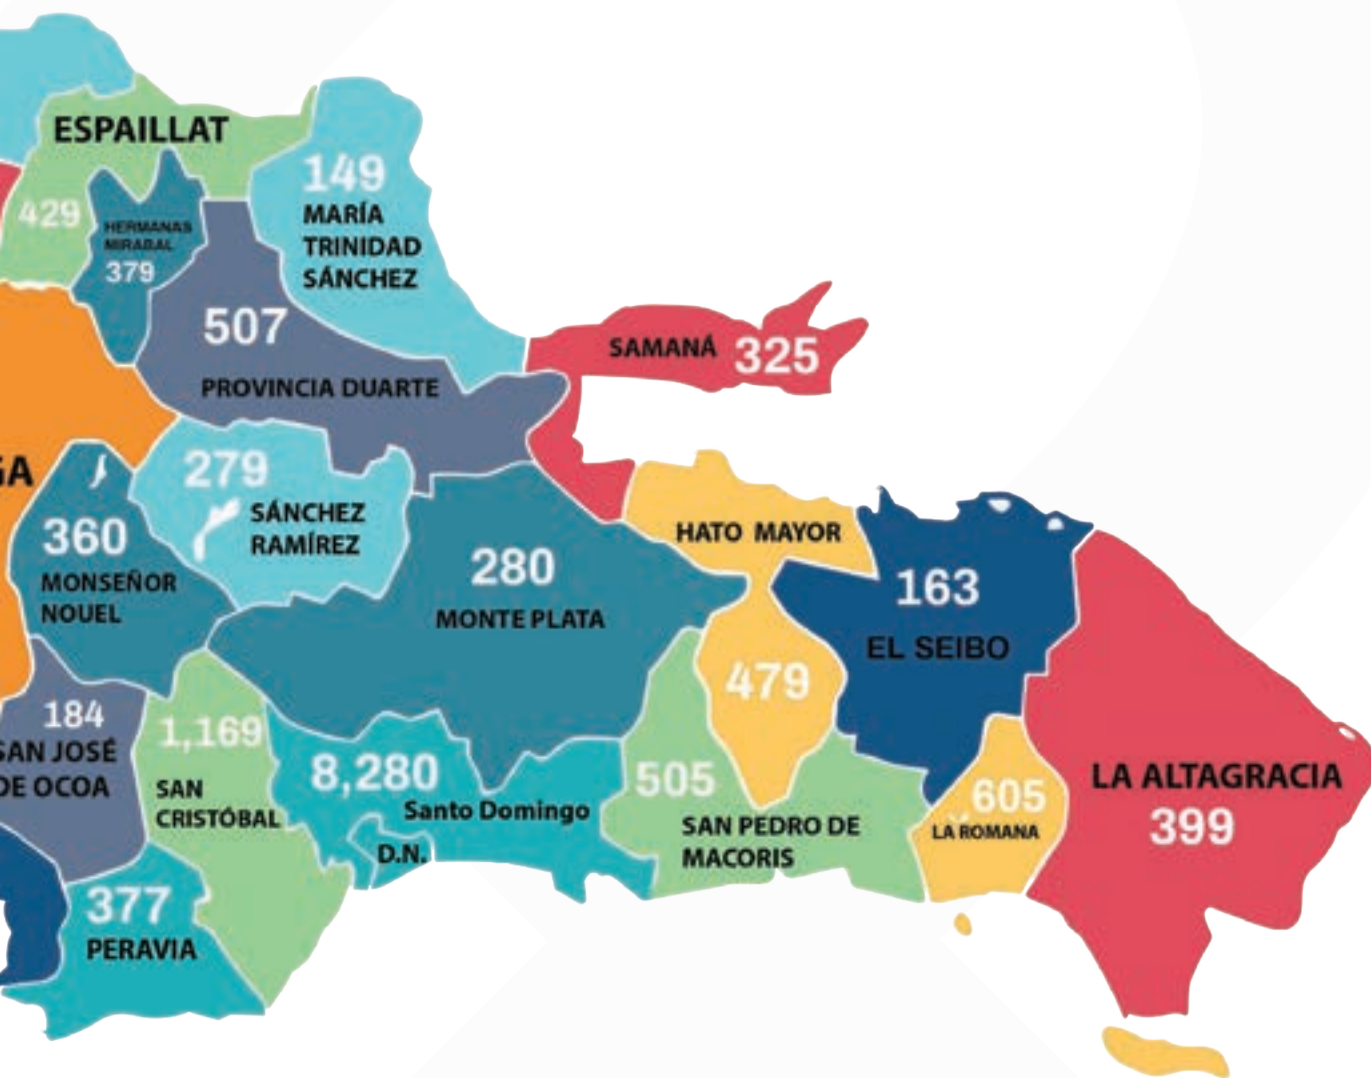 ESPAILLAT
429
HERMANAS
MIRABAL
379
149
MARÍA
TRINIDAD
SÁNCHEZ
507
PROVINCIA DUARTE
SAMANÁ 325
GA
279
SÁNCHEZ
RAMÍREZ
360
MONSEÑOR
NOUEL
280
MONTE PLATA
HATO MAYOR
479
163
EL SEIBO
184
SAN JOSÉ
DE OCOA
1,169
SAN
CRISTÓBAL
8,280
Santo Domingo
D.N.
505
SAN PEDRO DE
MACORIS
605
LA ROMANA
LA ALTAGRACIA
399
377
PERAVIA